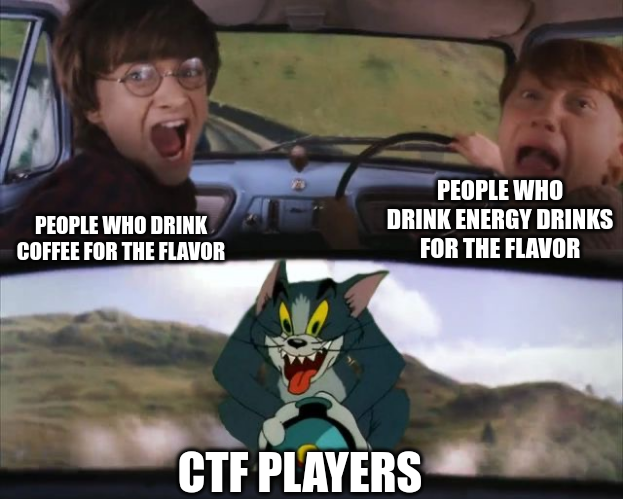 PEOPLE WHO DRINK
COFFEE FOR THE FLAVOR
PEOPLE WHO
DRINK ENERGY DRINKS
FOR THE FLAVOR
CTF PLAYERS